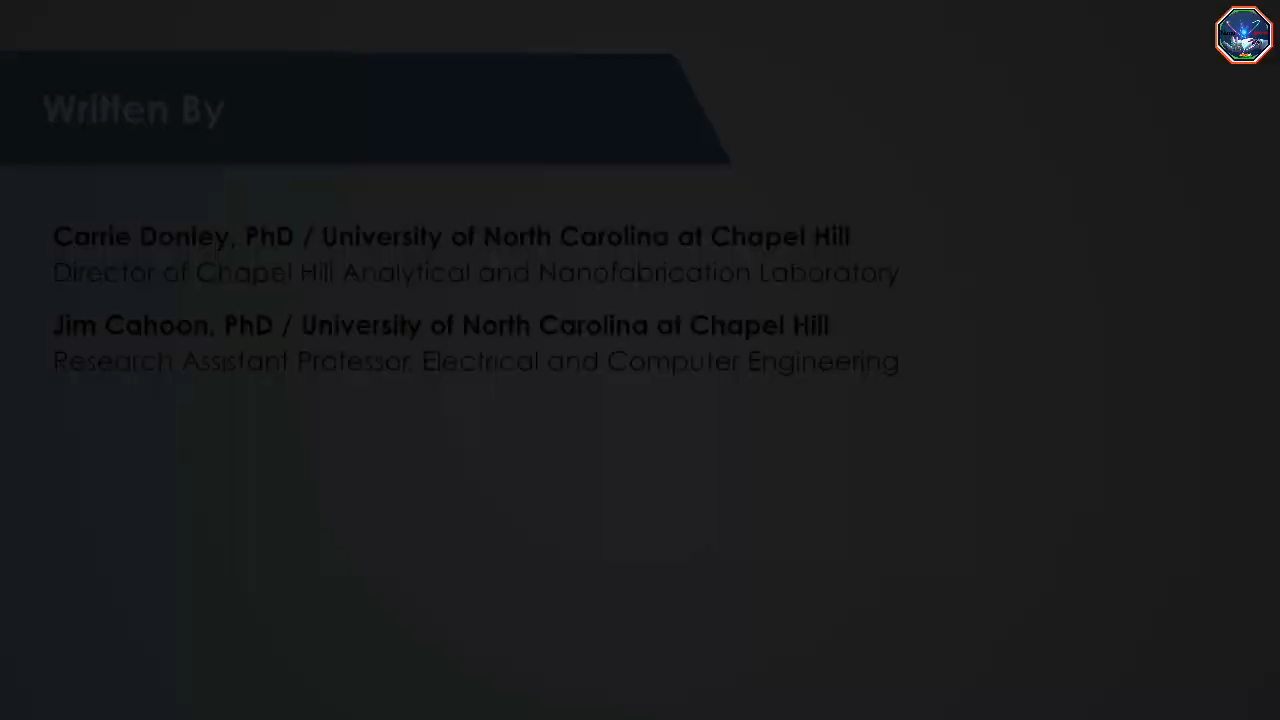 Written By
Carrie Donley, PhD / University of North Carolina at Chapel Hill
Director of Chapel Hill Analytical and Nanofabrication Laboratory
Jim Cahoon, PhD / University of North Carolina at Chapel Hill
Research Assistant Professor, Electrical and Computer Engineering